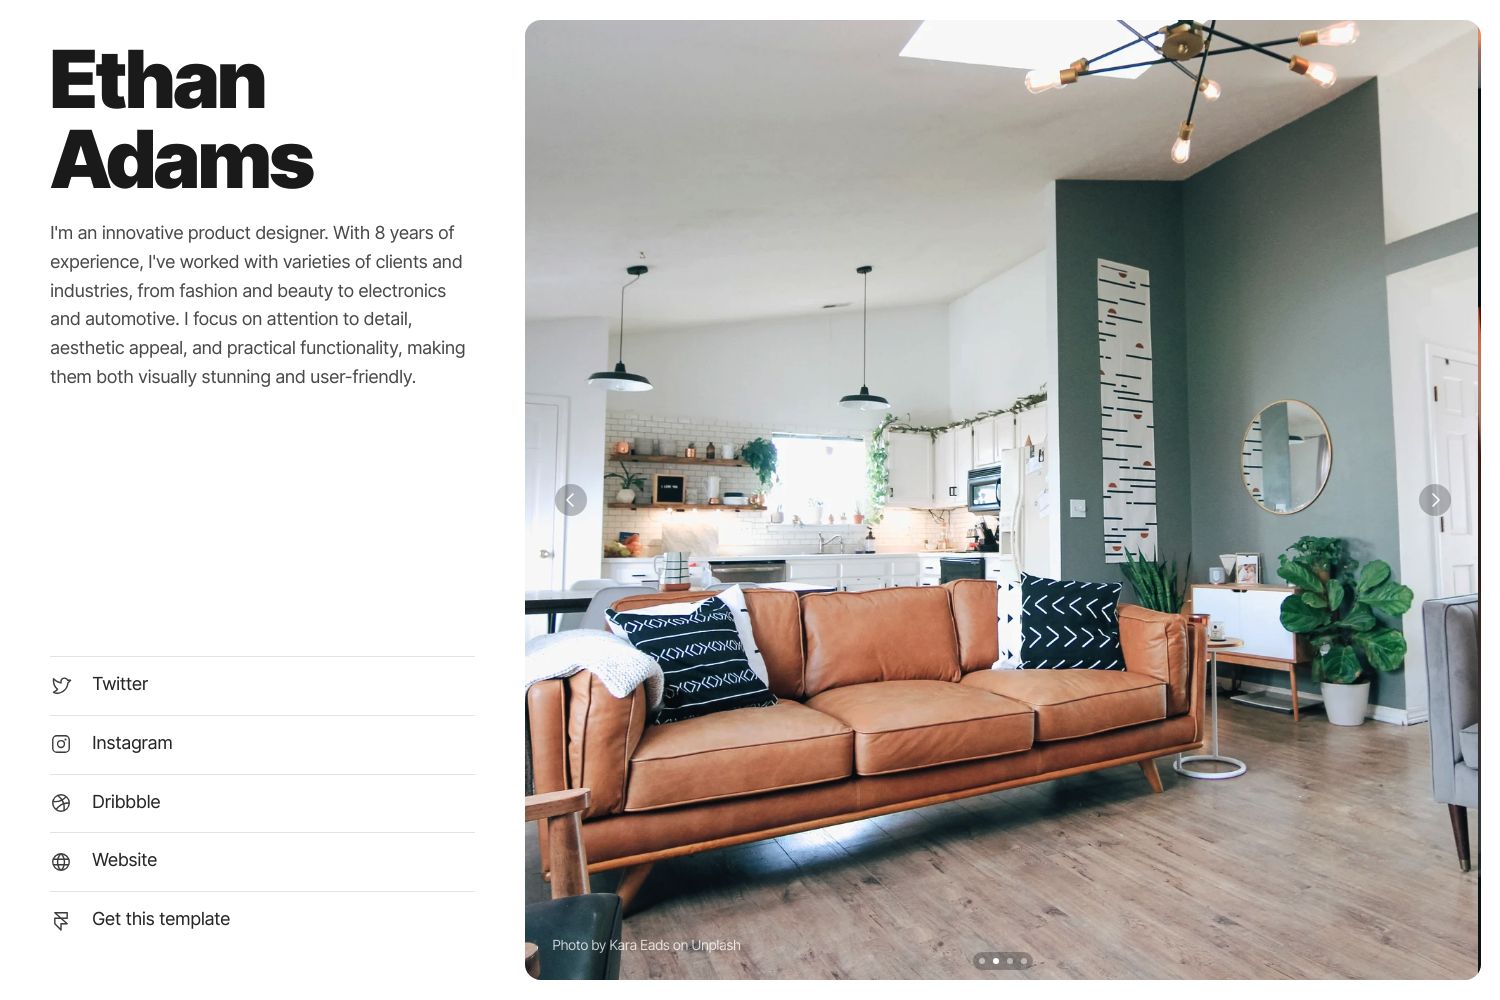 Ethan
Adams
I'm an innovative product designer. With 8 years of
experience, I've worked with varieties of clients and
industries, from fashion and beauty to electronics
and automotive. I focus on attention to detail,
aesthetic appeal, and practical functionality, making
them both visually stunning and user-friendly.
Twitter
Instagram
Dribbble
Website
Get this template
Photo by Kara Eads on Unplash